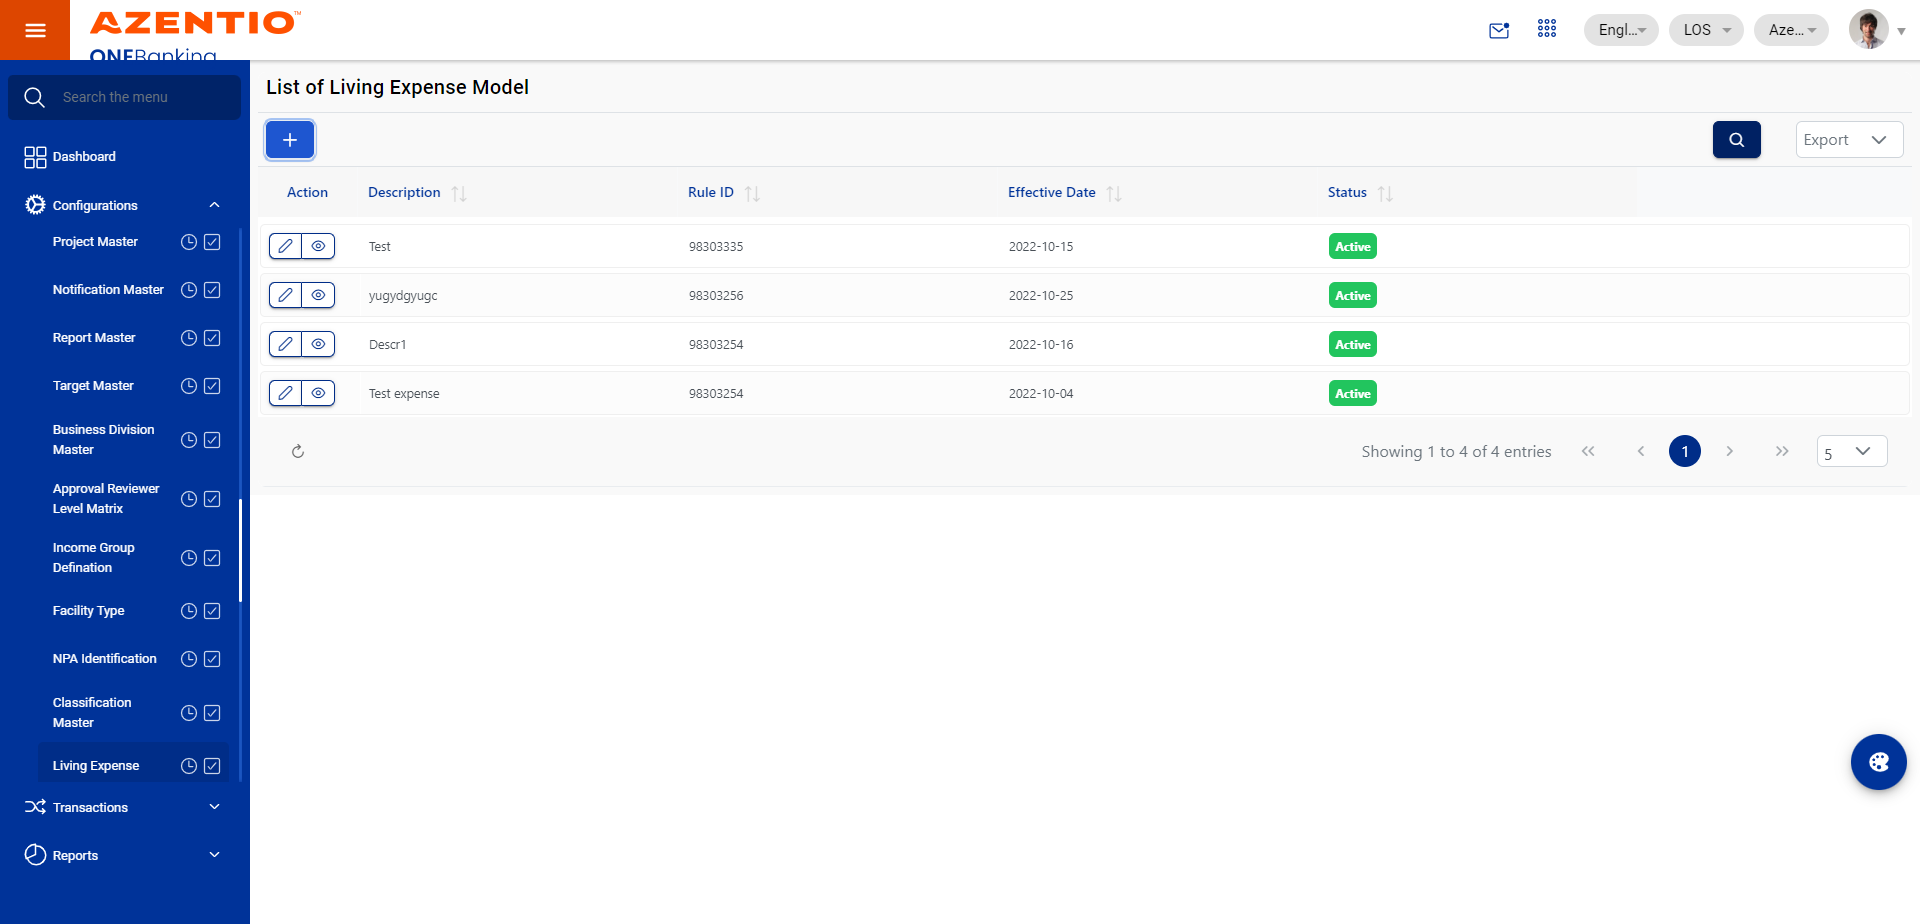 AZENTIO™
ONEBanking
Engl...
LOS
Aze...
Search the menu
Dashboard
Configurations
Project Master
Notification Master
Report Master
Target Master
Business Division
Master
Approval Reviewer
Level Matrix
Income Group
Defination
Facility Type
NPA Identification
Classification
Master
Living Expense
Transactions
Reports
List of Living Expense Model
Export
Action Description Rule ID Effective Date Status
Test 98303335 2022-10-15 Active
yugydgyugc 98303256 2022-10-25 Active
Descr1 98303254 2022-10-16 Active
Test expense 98303254 2022-10-04 Active
Showing 1 to 4 of 4 entries 1 5